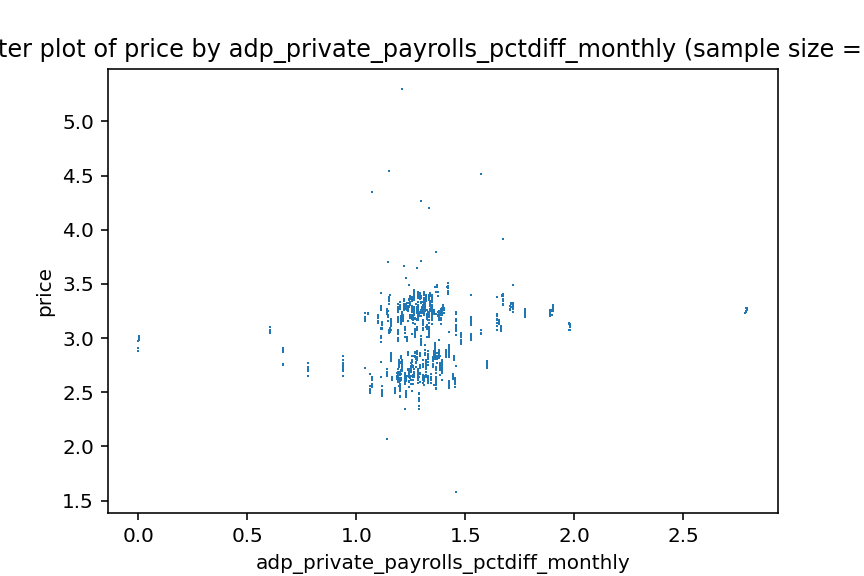 ter plot of price by adp_private_payrolls_pctdiff_monthly (sample size =
5.0
4.5
4.0
3.5
3.0
2.5
2.0
1.5
price
0.0 0.5 1.0 1.5 2.0 2.5
adp_private_payrolls_pctdiff_monthly